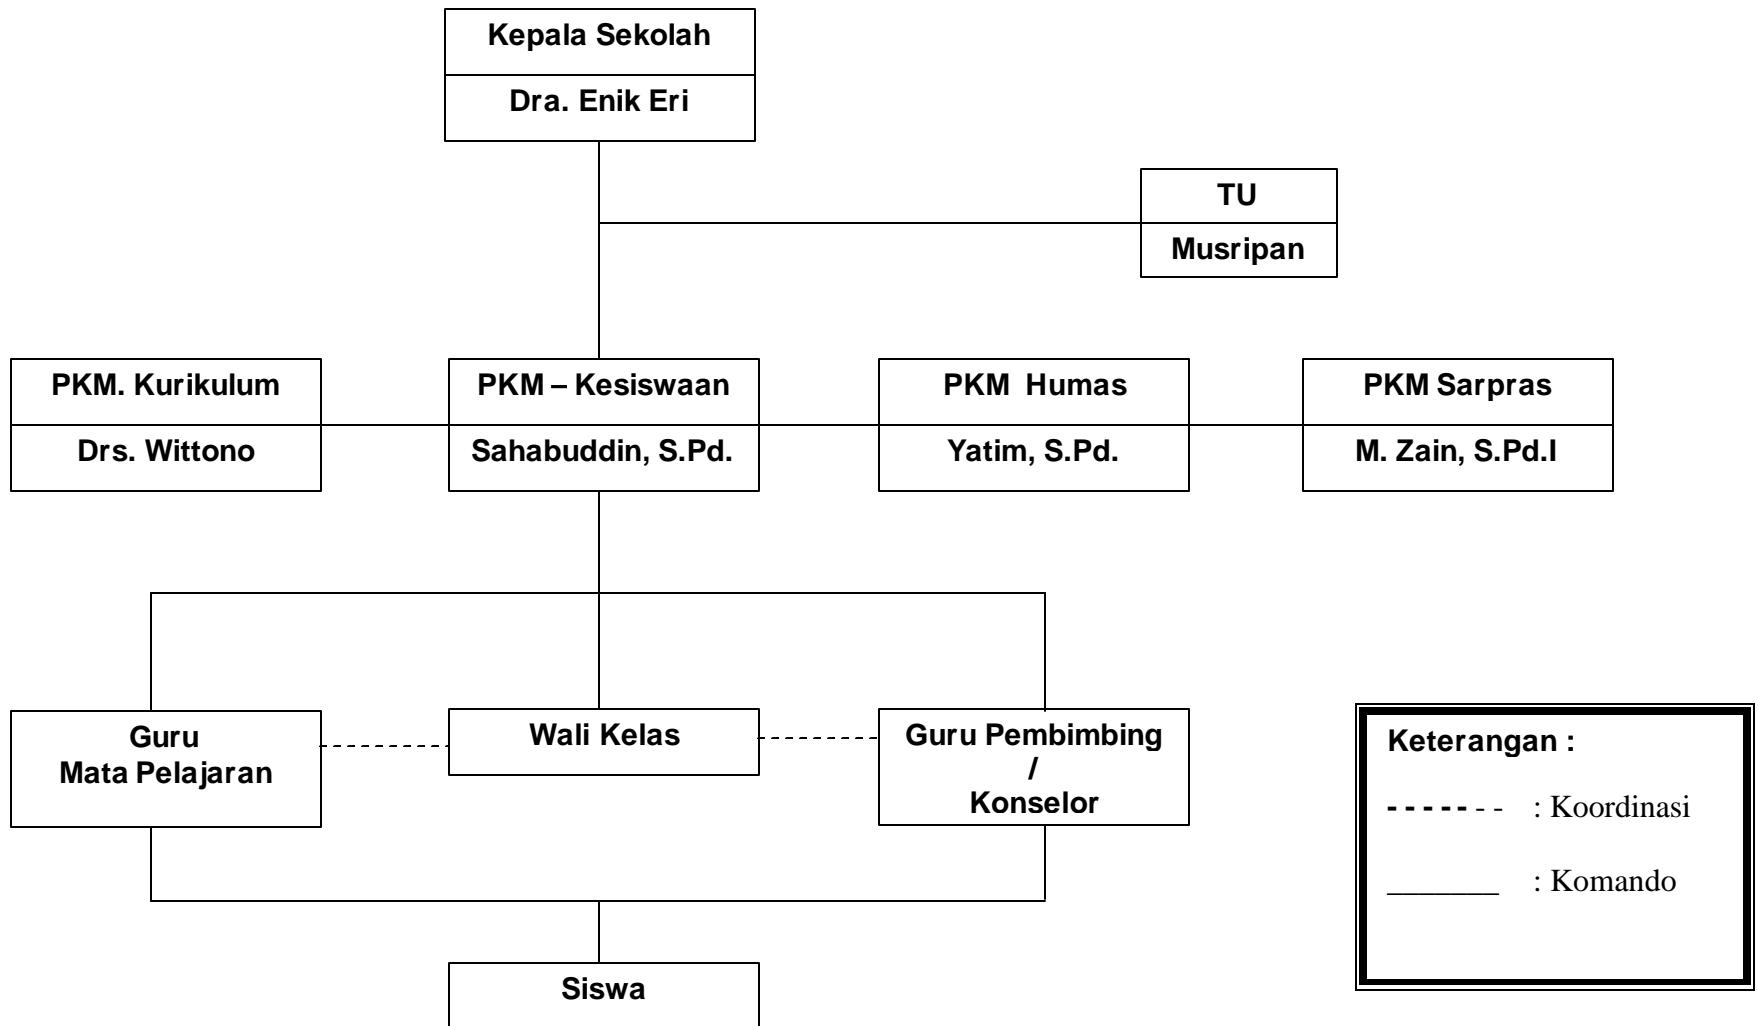 Kepala Sekolah
Dra. Enik Eri
TU
Musripan
PKM. Kurikulum
Drs. Wittono
PKM – Kesiswaan
Sahabuddin, S.Pd.
PKM Humas
Yatim, S.Pd.
PKM Sarpras
M. Zain, S.Pd.I
Guru
Mata Pelajaran
Wali Kelas
Guru Pembimbing
/
Konselor
Keterangan :
- - - - - - - : Koordinasi
_______ : Komando
Siswa